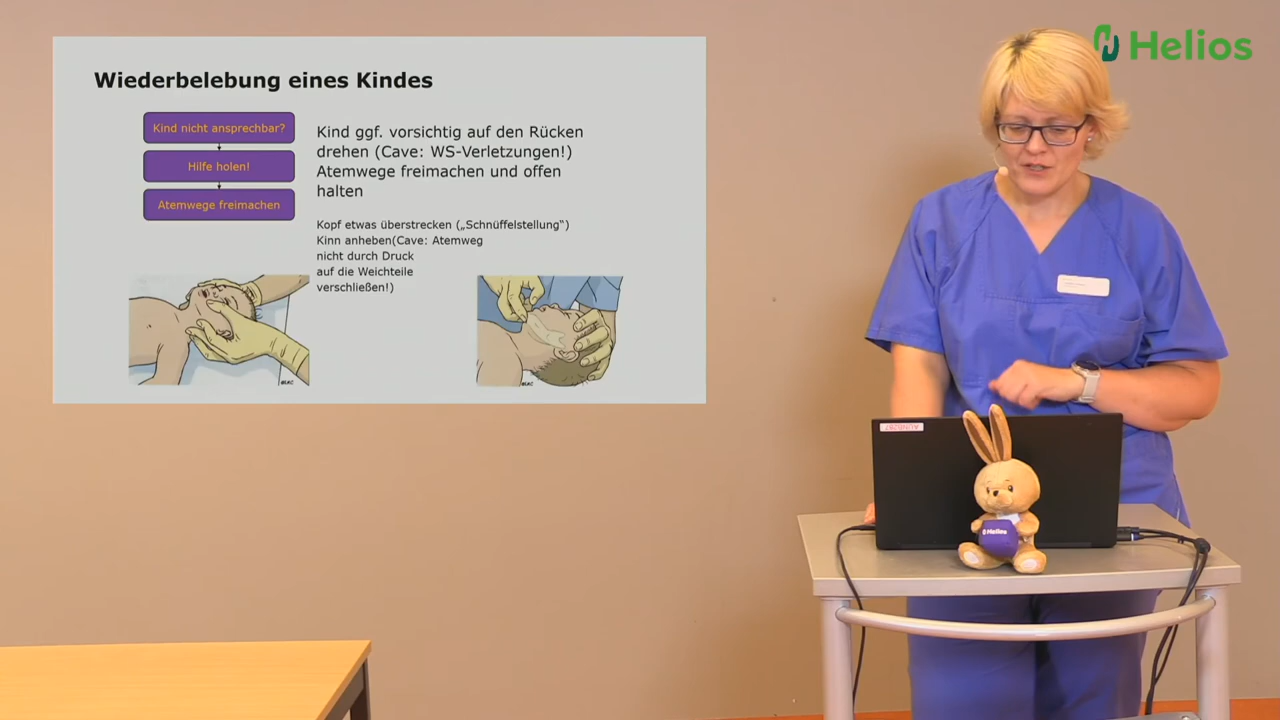 Helios
Wiederbelebung eines Kindes
Kind nicht ansprechbar?
Hilfe holen!
Atemwege freimachen
Kind ggf. vorsichtig auf den Rücken
drehen (Cave: WS-Verletzungen!)
Atemwege freimachen und offen
halten
Kopf etwas überstrecken („Schnüffelstellung“)
Kinn anheben(Cave: Atemweg
nicht durch Druck
auf die Weichteile
verschließen!)
Helios